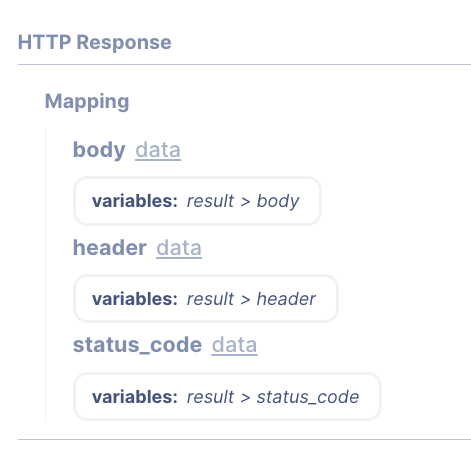 HTTP Response
Mapping
body data
variables: result > body
header data
variables: result > header
status_code data
variables: result > status_code